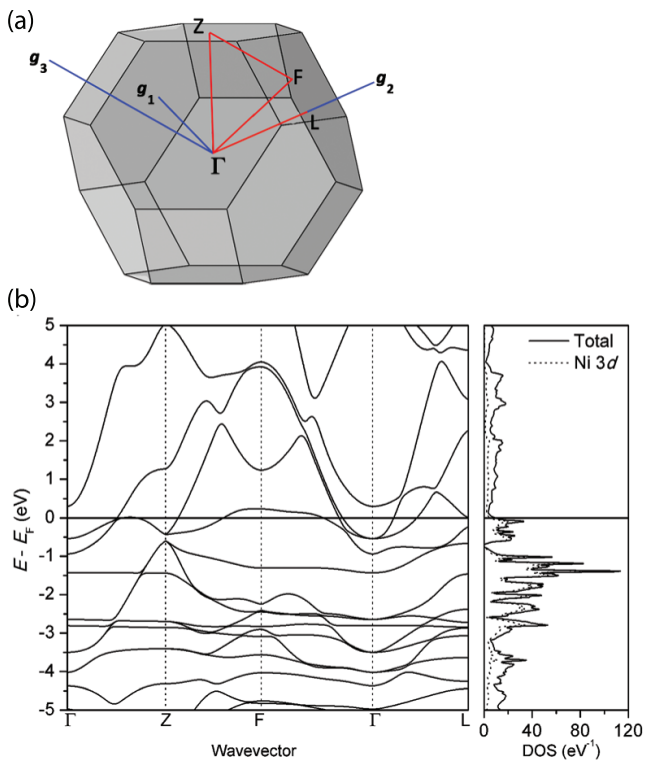 (a)
Z
g3
F
g2
g1
L
Γ
(b)
5
4
3
2
1
0
-1
-2
-3
-4
-5
E - EF (eV)
Total
Ni 3d
Γ Z F Γ L
0 40 80 120
Wavevector
DOS (eV-1)